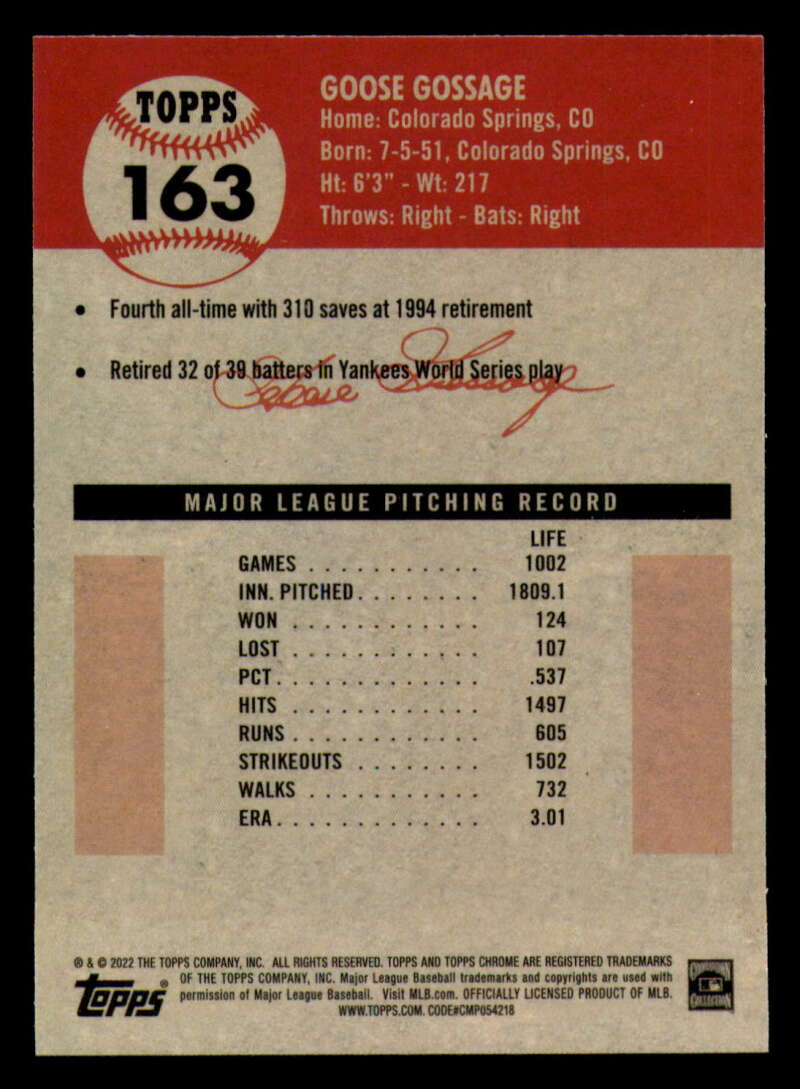 TOPPS
163
GOOSE GOSSAGE
Home: Colorado Springs, CO
Born: 7-5-51, Colorado Springs, CO
Ht: 6'3" - Wt: 217
Throws: Right - Bats: Right
• Fourth all-time with 310 saves at 1994 retirement
• Retired 32 of 39 batters in Yankees World Series play
MAJOR LEAGUE PITCHING RECORD
LIFE
GAMES . . . . . . . . . . . 1002
INN. PITCHED. . . . . . . . 1809.1
WON . . . . . . . . . . . . 124
LOST . . . . . . . . . . . . 107
PCT. . . . . . . . . . . . . .537
HITS . . . . . . . . . . . . 1497
RUNS . . . . . . . . . . . . 605
STRIKEOUTS . . . . . . . . 1502
WALKS . . . . . . . . . . . 732
ERA. . . . . . . . . . . . . 3.01
® & © 2022 THE TOPPS COMPANY, INC. ALL RIGHTS RESERVED. TOPPS AND TOPPS CHROME ARE REGISTERED TRADEMARKS
OF THE TOPPS COMPANY, INC. Major League Baseball trademarks and copyrights are used with
permission of Major League Baseball. Visit MLB.com. OFFICIALLY LICENSED PRODUCT OF MLB.
WWW.TOPPS.COM. CODE#CMP054218
topps®
COOPERSTOWN
COLLECTION